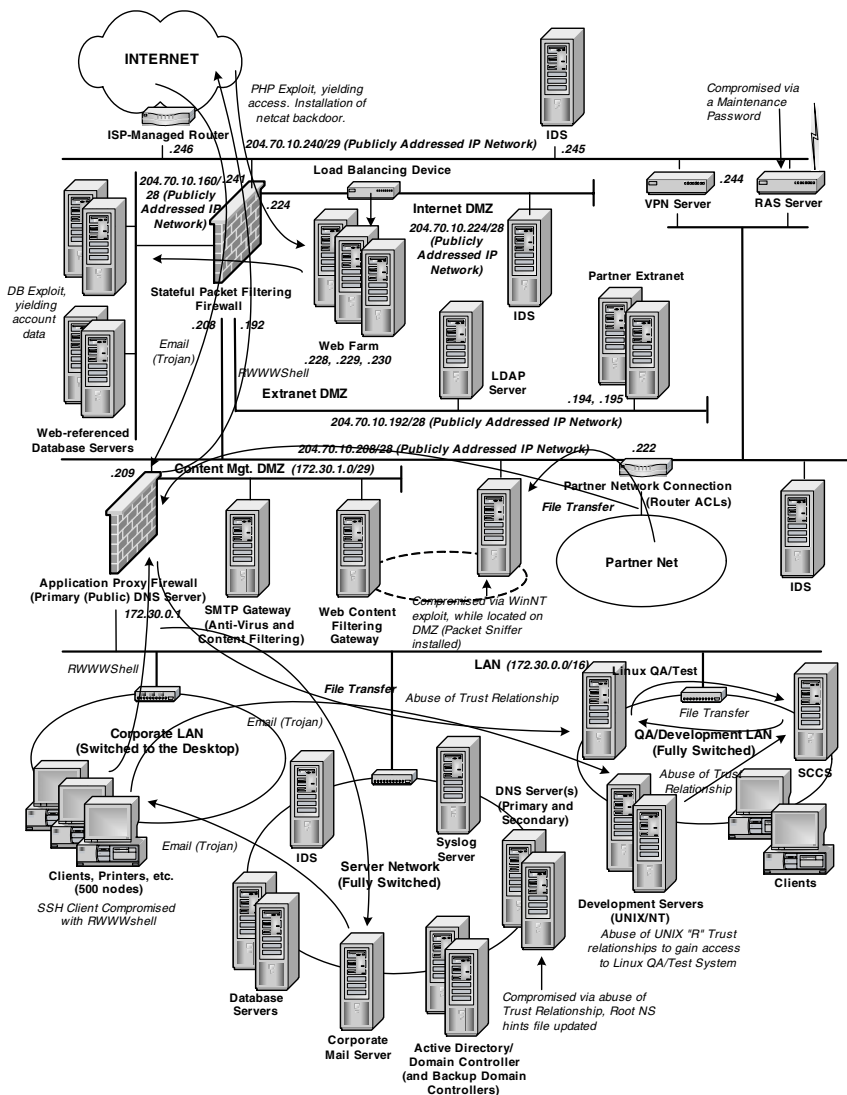 INTERNET
PHP Exploit, yielding
access. Installation of
netcat backdoor.
IDS
.245
Compromised via
a Maintenance
Password
ISP-Managed Router
.246
204.70.10.240/29 (Publicly Addressed IP Network)
Load Balancing Device
204.70.10.160/
28 (Publicly
Addressed IP
Network)
.241
.224
Internet DMZ
204.70.10.224/28
(Publicly Addressed
IP Network)
VPN Server
.244
RAS Server
DB Exploit,
yielding
account
data
Stateful Packet Filtering
Firewall
IDS
Partner Extranet
.208
.192
Email
(Trojan)
Web Farm
.228, .229, .230
RWWWShell
LDAP
Server
.194, .195
Extranet DMZ
204.70.10.192/28 (Publicly Addressed IP Network)
Web-referenced
Database Servers
204.70.10.208/28 (Publicly Addressed IP Network)
.222
.209
Content Mgt. DMZ (172.30.1.0/29)
Partner Network Connection
(Router ACLs)
File Transfer
Partner Net
IDS
Application Proxy Firewall
(Primary (Public) DNS Server)
172.30.0.1
SMTP Gateway
(Anti-Virus and
Content Filtering)
Web Content
Filtering
Gateway
Compromised via WinNT
exploit, while located on
DMZ (Packet Sniffer
installed)
LAN (172.30.0.0/16)
RWWWShell
File Transfer
Abuse of Trust Relationship
Linux QA/Test
File Transfer
Corporate LAN
(Switched to the Desktop)
Email (Trojan)
QA/Development LAN
(Fully Switched)
SCCS
Abuse of Trust
Relationship
IDS
Syslog
Server
DNS Server(s)
(Primary and
Secondary)
Email (Trojan)
Server Network
(Fully Switched)
Clients, Printers, etc.
(500 nodes)
SSH Client Compromised
with RWWWshell
Clients
Development Servers
(UNIX/NT)
Abuse of UNIX "R" Trust
relationships to gain access
to Linux QA/Test System
Database
Servers
Corporate
Mail Server
Compromised via abuse of
Trust Relationship, Root NS
hints file updated
Active Directory/
Domain Controller
(and Backup Domain
Controllers)